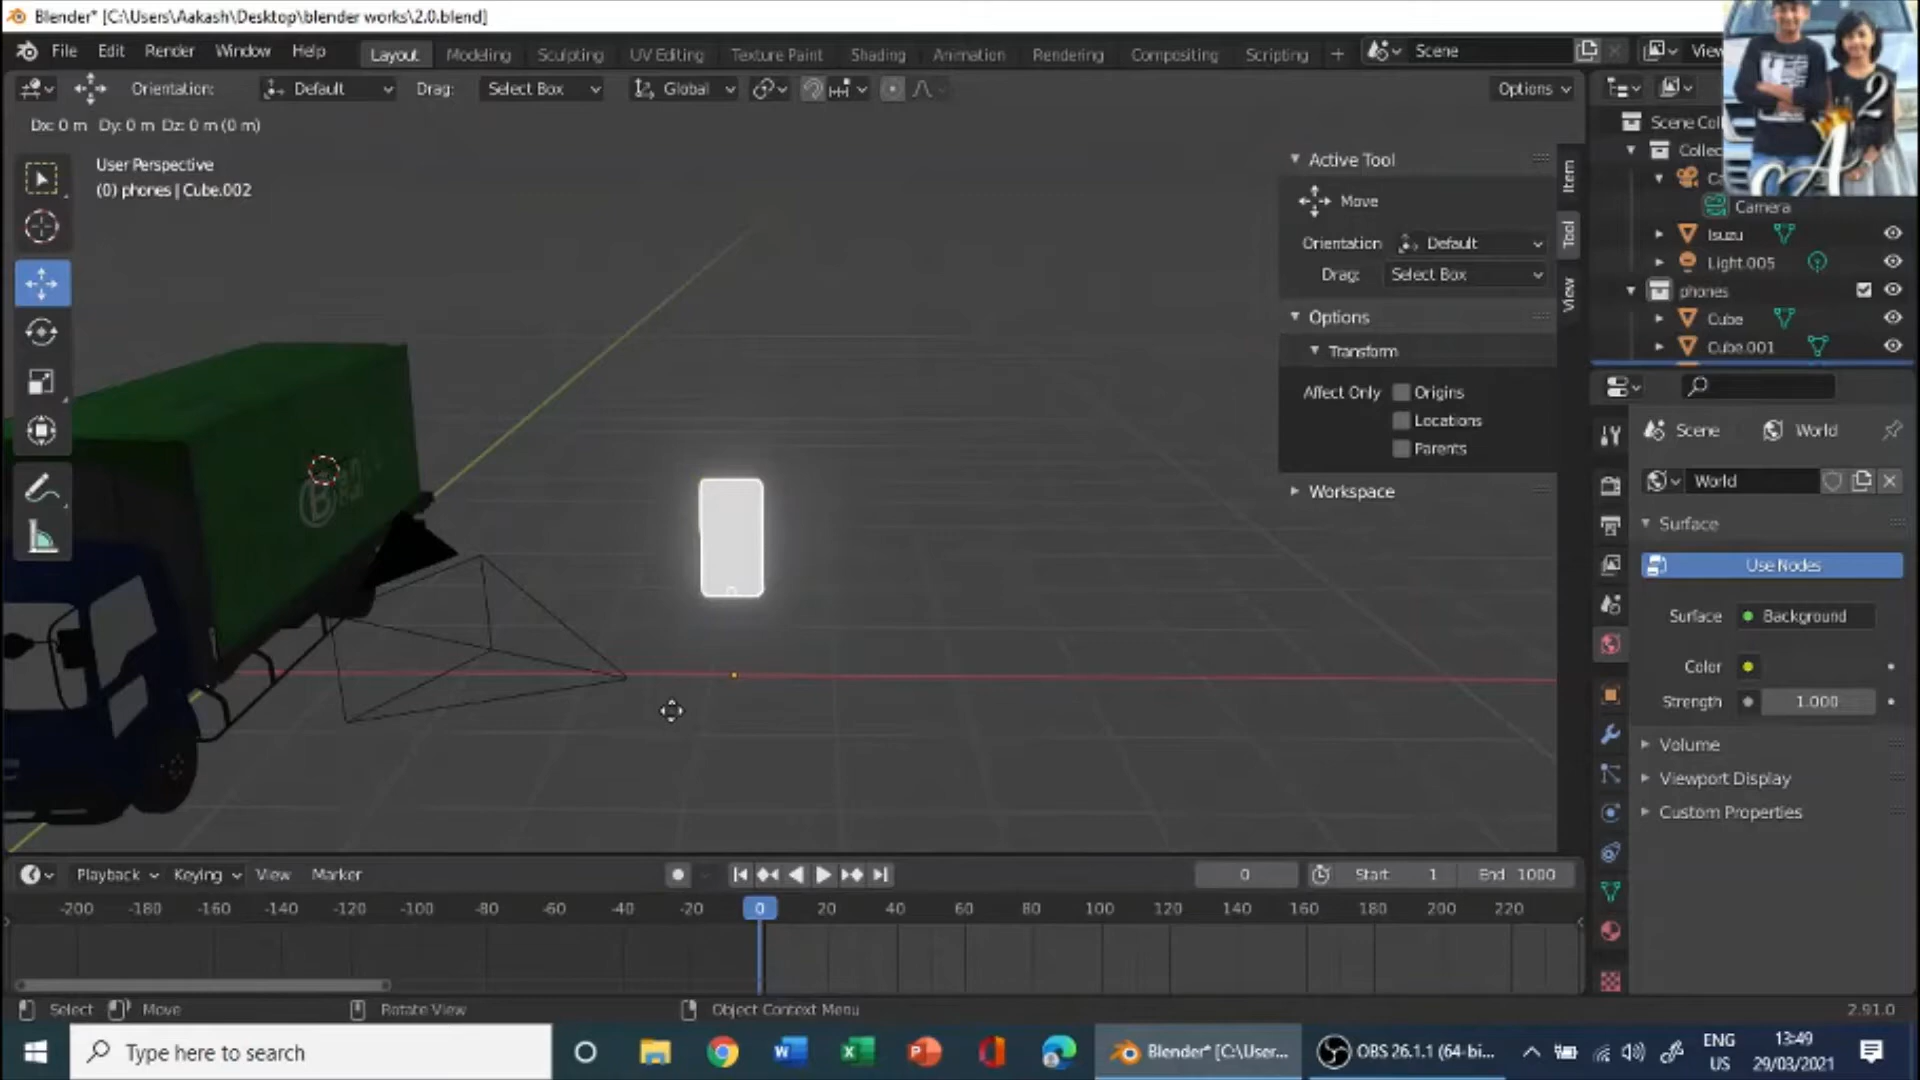 Blender* [C:\Users\Aakash\Desktop\blender works\2.0.blend]
File Edit Render Window Help Layout Modeling Sculpting UV Editing Texture Paint Shading Animation Rendering Compositing Scripting + Scene View
Orientation: Default Drag: Select Box Global Options
Dx: 0 m Dy: 0 m Dz: 0 m (0 m)
User Perspective
(0) phones | Cube.002
Active Tool
Move
Orientation Default
Drag: Select Box
Options
Transform
Affect Only Origins
Locations
Parents
Workspace
Item
Tool
View
Scene Col
Collec
C
Camera
Isuzu
Light.005
phones
Cube
Cube.001
2
A
Scene World
World
Surface
Use Nodes
Surface Background
Color
Strength 1.000
Volume
Viewport Display
Custom Properties
Playback Keying View Marker 0 Start 1 End 1000
-200 -180 -160 -140 -120 -100 -80 -60 -40 -20 0 20 40 60 80 100 120 140 160 180 200 220
Select Move Rotate View Object Context Menu 2.91.0
Type here to search Blender* [C:\User... OBS 26.1.1 (64-bi... ENG US 13:49 29/03/2021